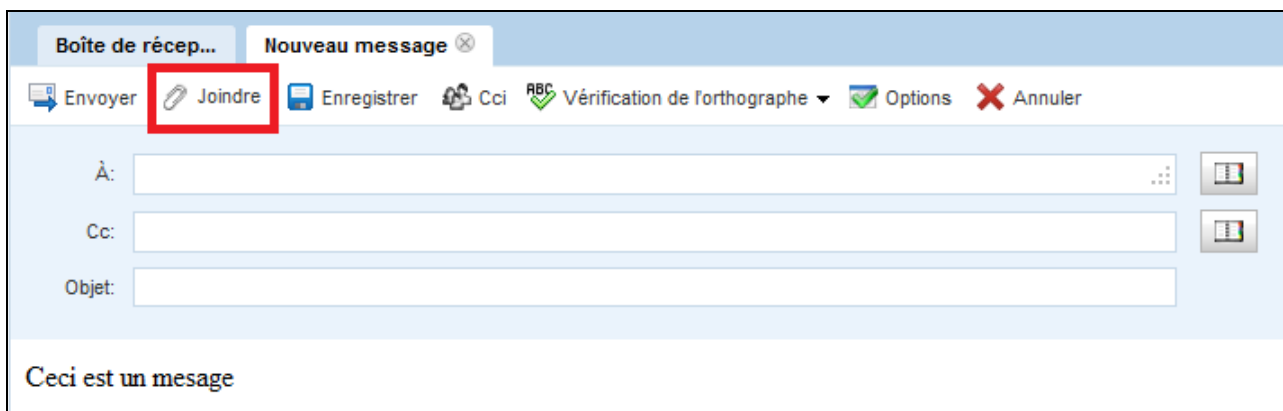 Boîte de récep... Nouveau message
Envoyer Joindre Enregistrer Cci ABC Vérification de l'orthographe Options Annuler
À:
Cc:
Objet:
Ceci est un mesage